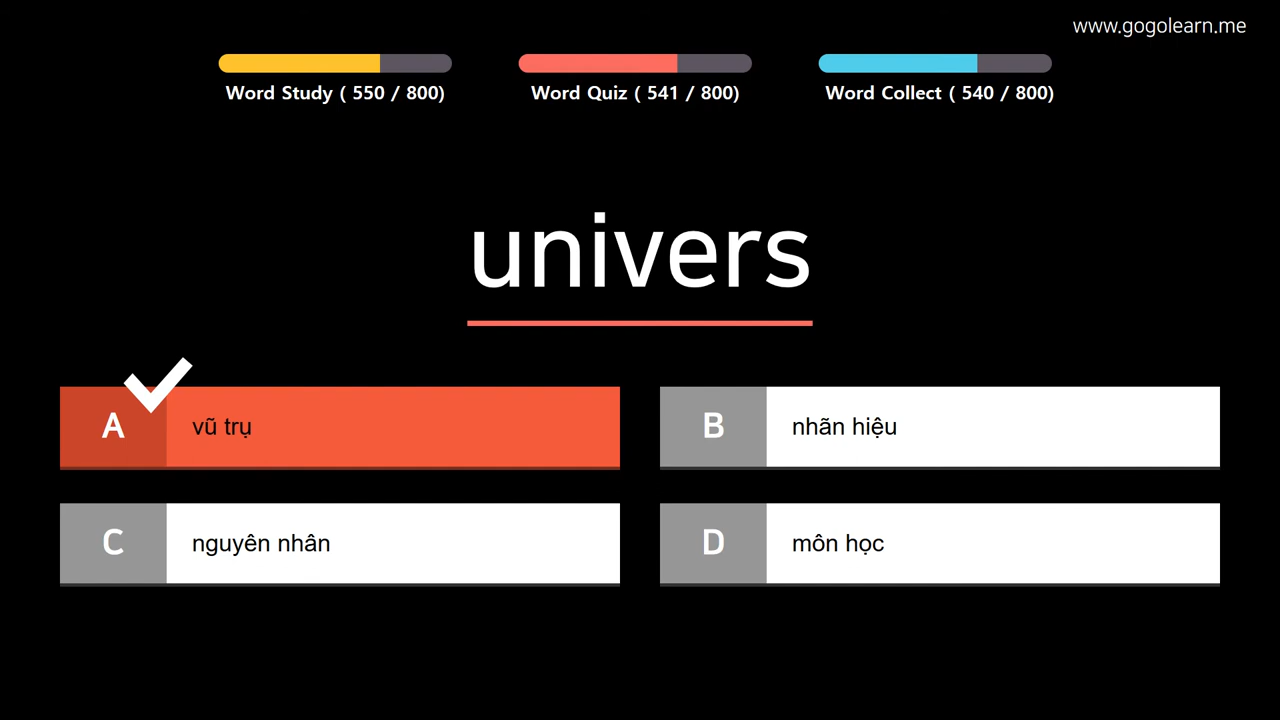 www.gogolearn.me
Word Study ( 550 / 800)
Word Quiz ( 541 / 800)
Word Collect ( 540 / 800)
univers
A vũ trụ
B nhãn hiệu
C nguyên nhân
D môn học